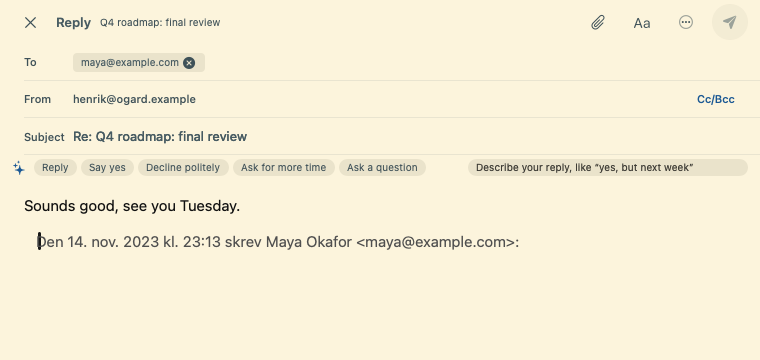 Reply Q4 roadmap: final review Aa
To maya@example.com
From henrik@ogard.example Cc/Bcc
Subject Re: Q4 roadmap: final review
Reply Say yes Decline politely Ask for more time Ask a question Describe your reply, like “yes, but next week”
Sounds good, see you Tuesday.
Den 14. nov. 2023 kl. 23:13 skrev Maya Okafor <maya@example.com>: